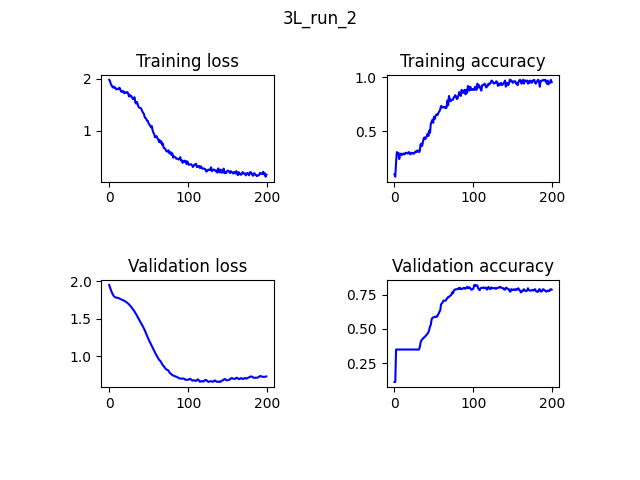 3L_run_2
Training loss
Training accuracy
2
1
0 100 200
1.0
0.5
0 100 200
Validation loss
Validation accuracy
2.0
1.5
1.0
0 100 200
0.75
0.50
0.25
0 100 200